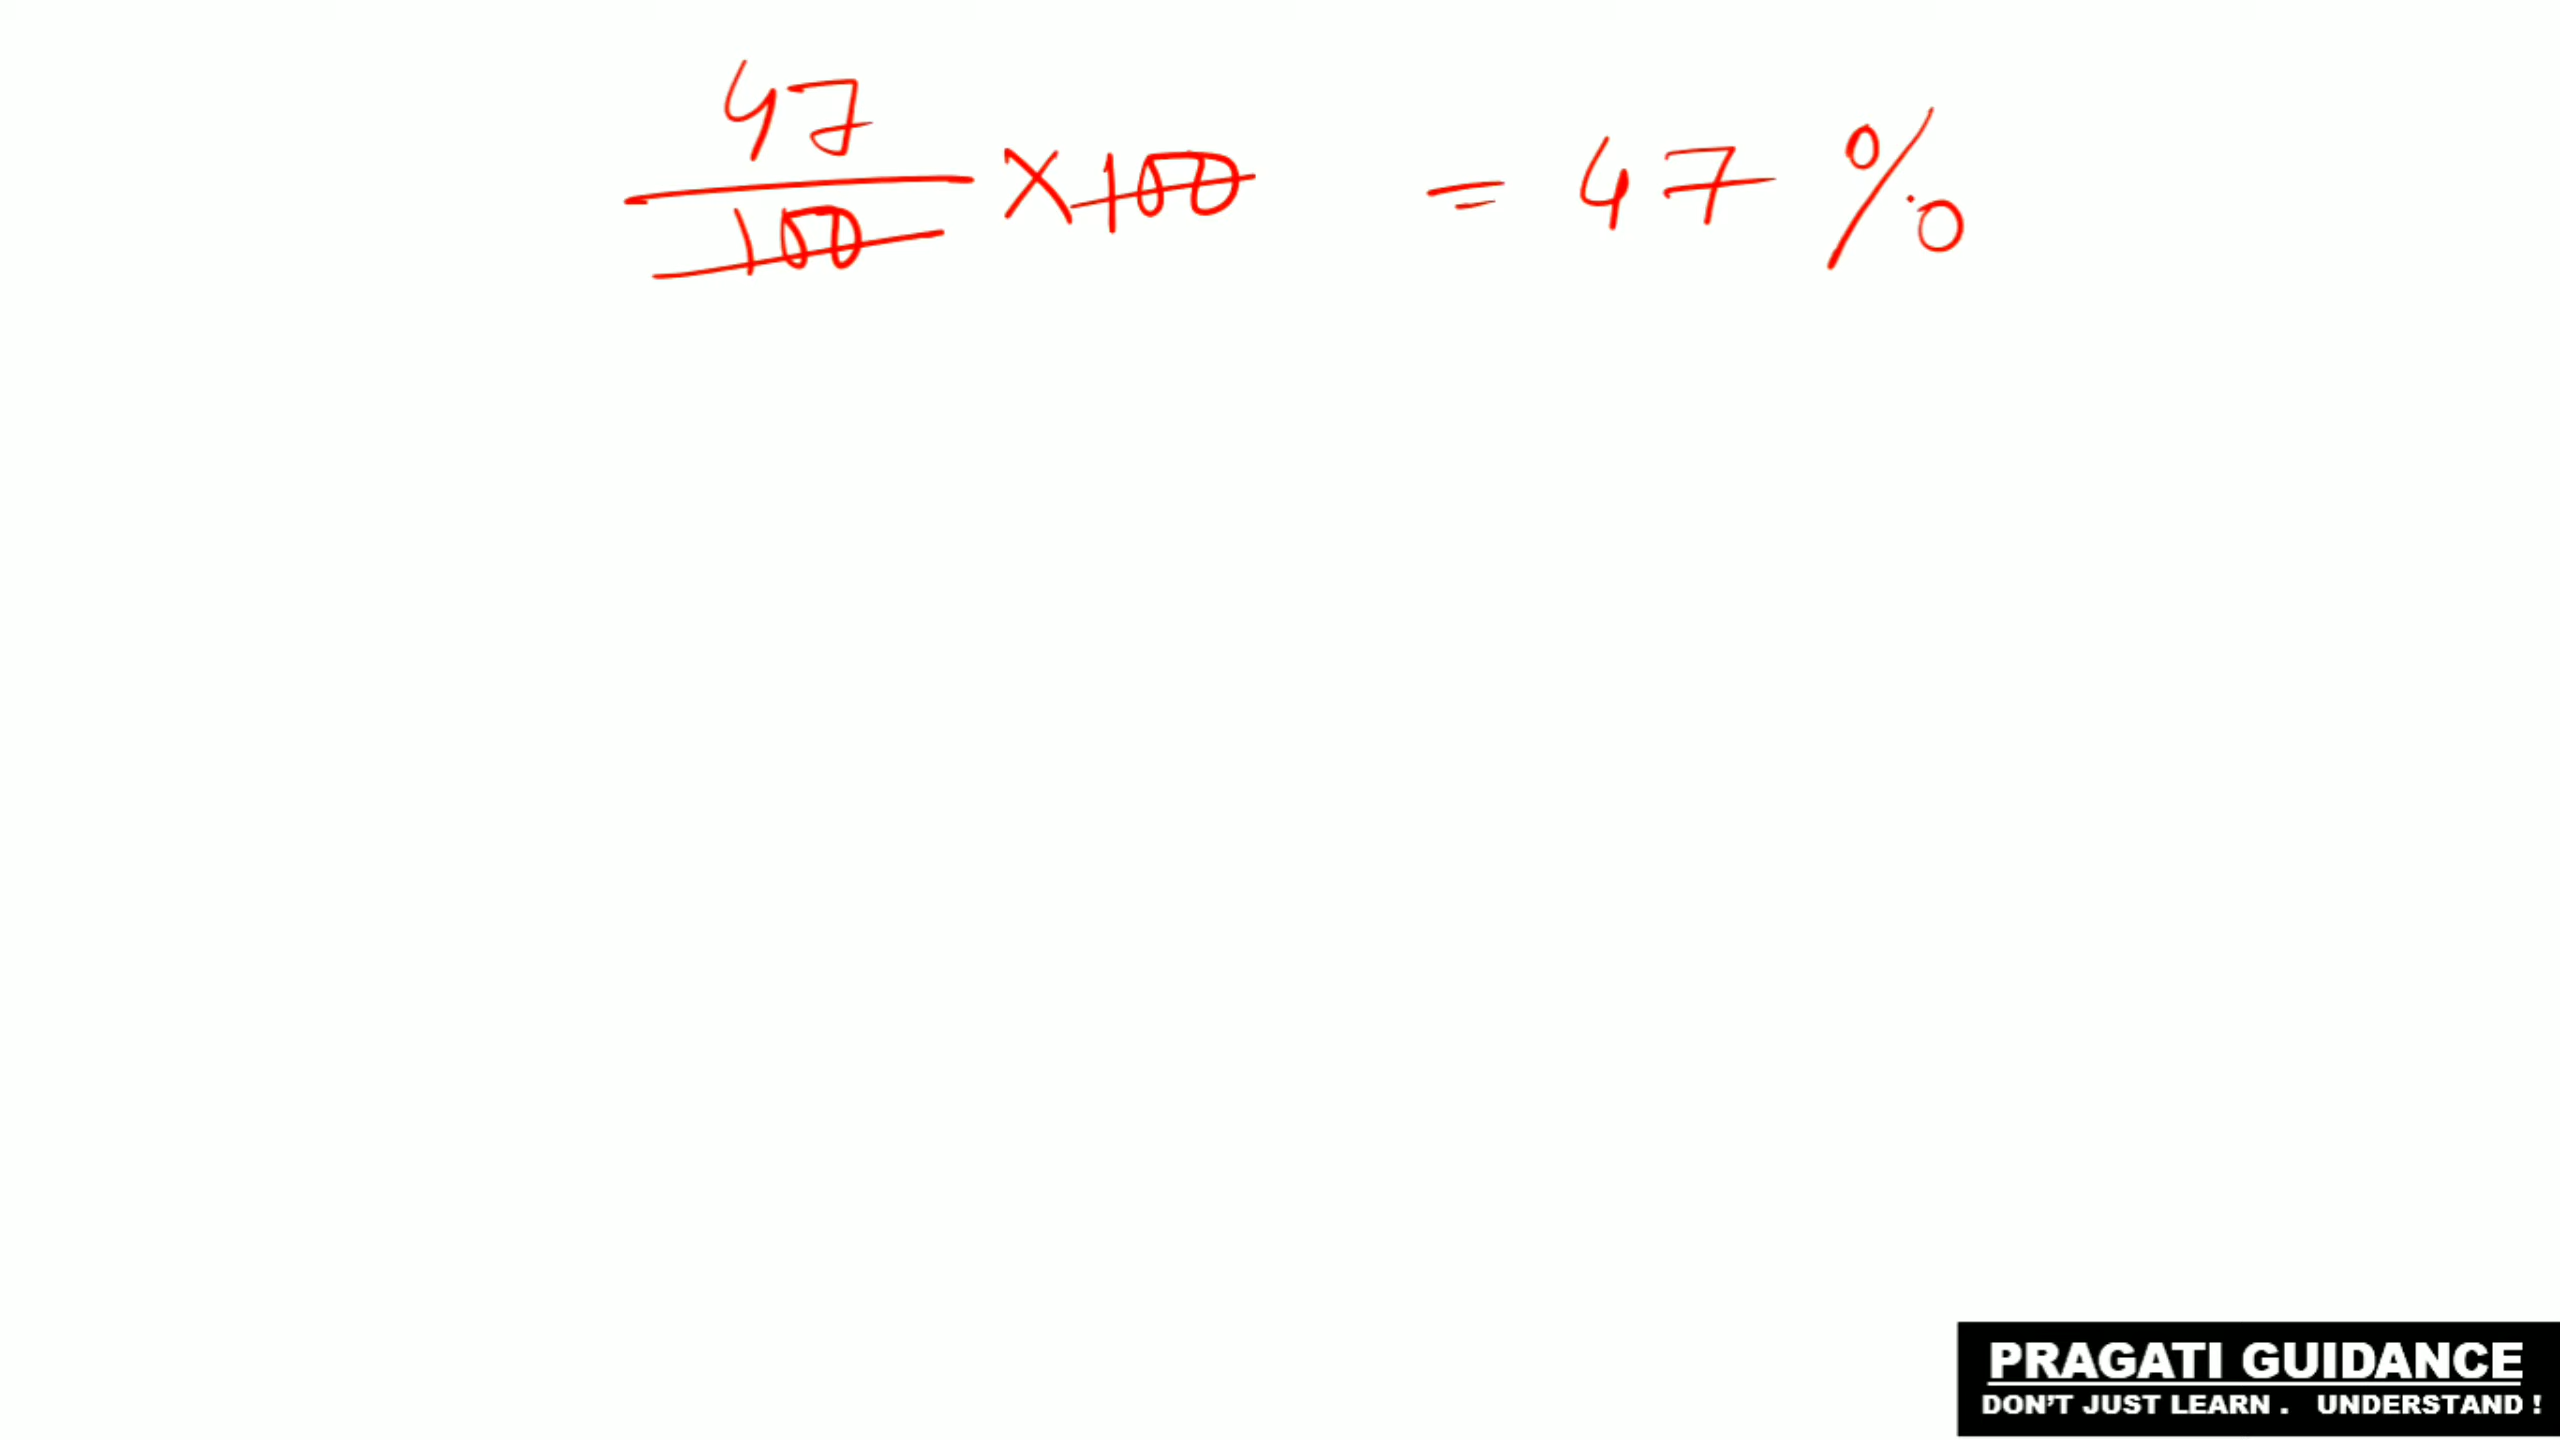 47/100 × 100 = 47 %
PRAGATI GUIDANCE
DON'T JUST LEARN . UNDERSTAND !